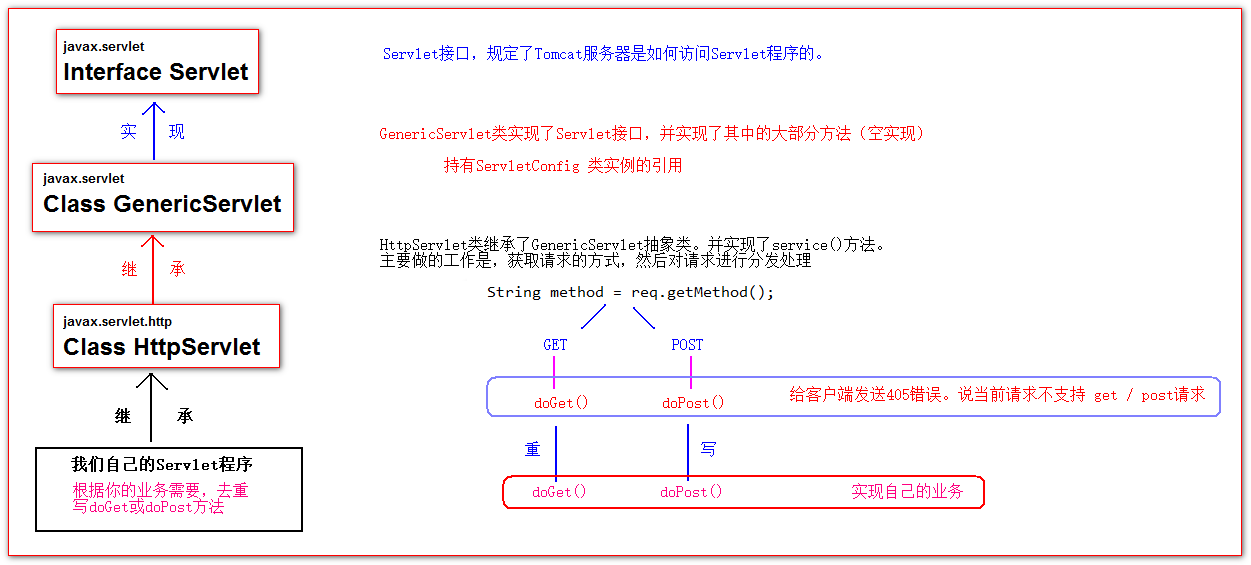 javax.servlet
Interface Servlet
Servlet接口，规定了Tomcat服务器是如何访问Servlet程序的。
实 现
GenericServlet类实现了Servlet接口，并实现了其中的大部分方法（空实现）
持有ServletConfig 类实例的引用
javax.servlet
Class GenericServlet
继 承
HttpServlet类继承了GenericServlet抽象类。并实现了service()方法。
主要做的工作是，获取请求的方式，然后对请求进行分发处理
String method = req.getMethod();
javax.servlet.http
Class HttpServlet
GET POST
doGet() doPost() 给客户端发送405错误。说当前请求不支持 get / post请求
继 承
重 写
我们自己的Servlet程序
根据你的业务需要，去重
写doGet或doPost方法
doGet() doPost() 实现自己的业务